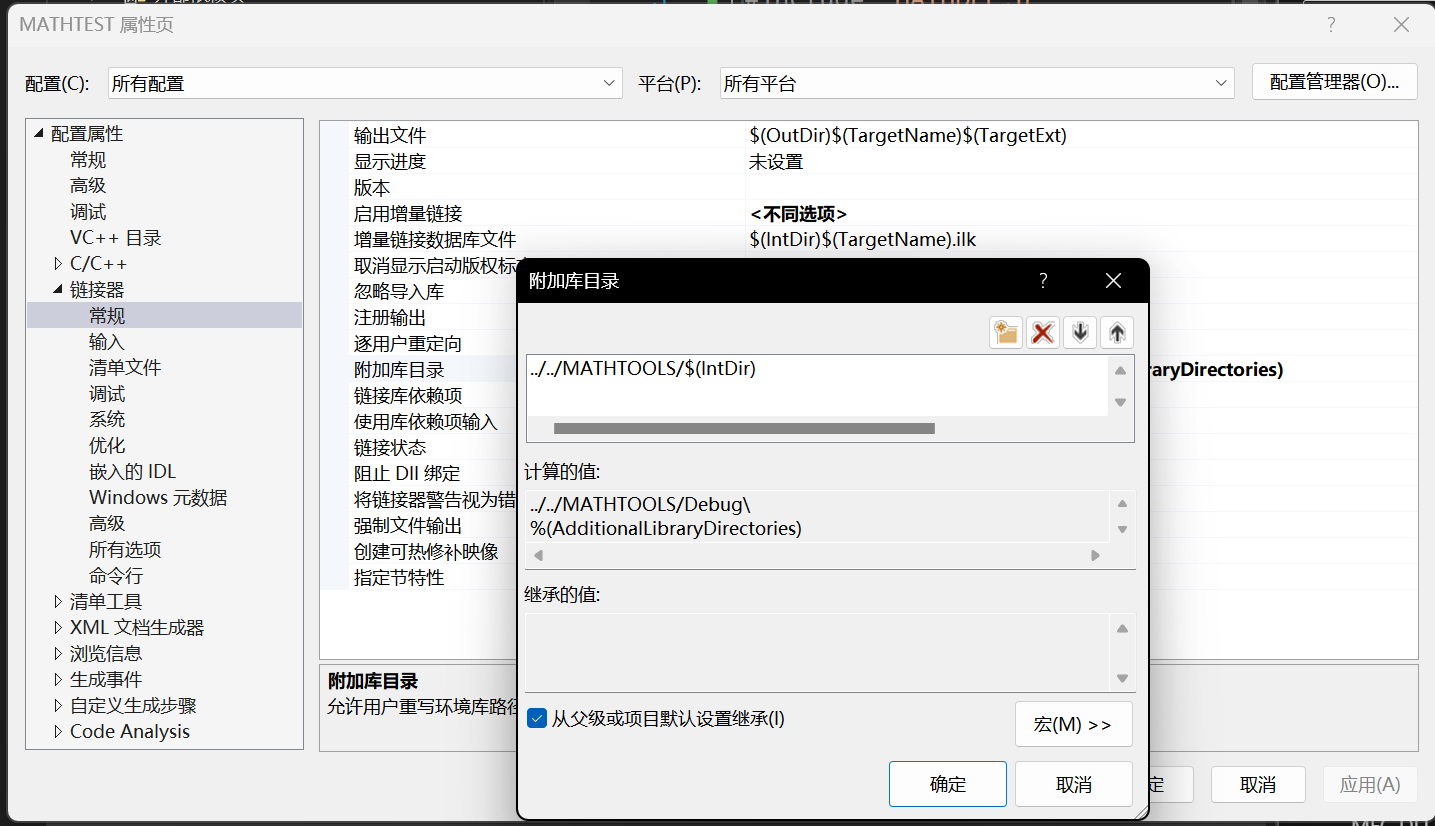 MATHTEST 属性页
?
配置(C):
所有配置
平台(P):
所有平台
配置管理器(O)...
配置属性
常规
高级
调试
VC++ 目录
C/C++
链接器
常规
输入
清单文件
调试
系统
优化
嵌入的 IDL
Windows 元数据
高级
所有选项
命令行
清单工具
XML 文档生成器
浏览信息
生成事件
自定义生成步骤
Code Analysis
输出文件 $(OutDir)$(TargetName)$(TargetExt)
显示进度 未设置
版本
启用增量链接 <不同选项>
增量链接数据库文件 $(IntDir)$(TargetName).ilk
取消显示启动版权标
忽略导入库
注册输出
逐用户重定向
附加库目录 aryDirectories)
链接库依赖项
使用库依赖项输入
链接状态
阻止 Dll 绑定
将链接器警告视为错
强制文件输出
创建可热修补映像
指定节特性
附加库目录
允许用户重写环境库路径
附加库目录
?
../../MATHTOOLS/$(IntDir)
计算的值:
../../MATHTOOLS/Debug\
%(AdditionalLibraryDirectories)
继承的值:
从父级或项目默认设置继承(I)
宏(M) >>
确定
取消
定
取消
应用(A)